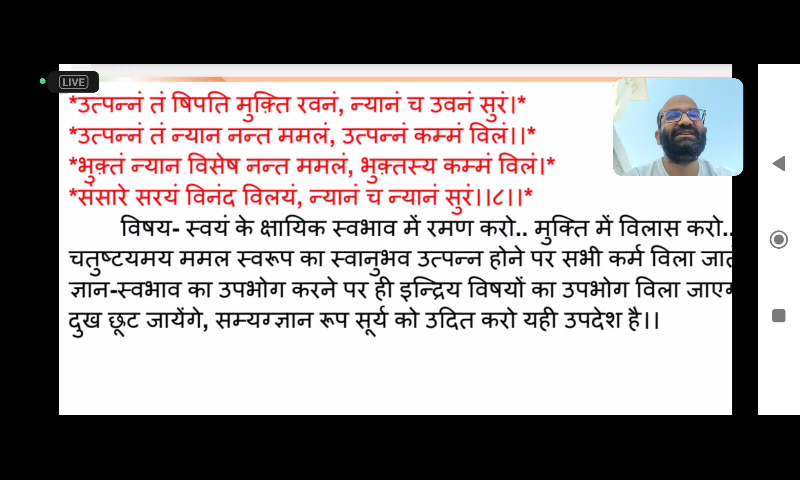 LIVE
*उत्पन्नं तं षिपति मुक्ति रवनं, न्यानं च उवनं सुरं।*
*उत्पन्नं तं न्यान नन्त ममलं, उत्पन्नं कम्मं विलं।।*
*भुक्तं न्यान विसेष नन्त ममलं, भुक्तस्य कम्मं विलं।*
*संसारे सरयं विनंद विलयं, न्यानं च न्यानं सुरं।।८।।*
विषय- स्वयं के क्षायिक स्वभाव में रमण करो.. मुक्ति में विलास करो..
चतुष्टयमय ममल स्वरूप का स्वानुभव उत्पन्न होने पर सभी कर्म विला
ज्ञान-स्वभाव का उपभोग करने पर ही इन्द्रिय विषयों का उपभोग विला
दुख छूट जायेंगे, सम्यग्ज्ञान रूप सूर्य को उदित करो यही उपदेश है।।